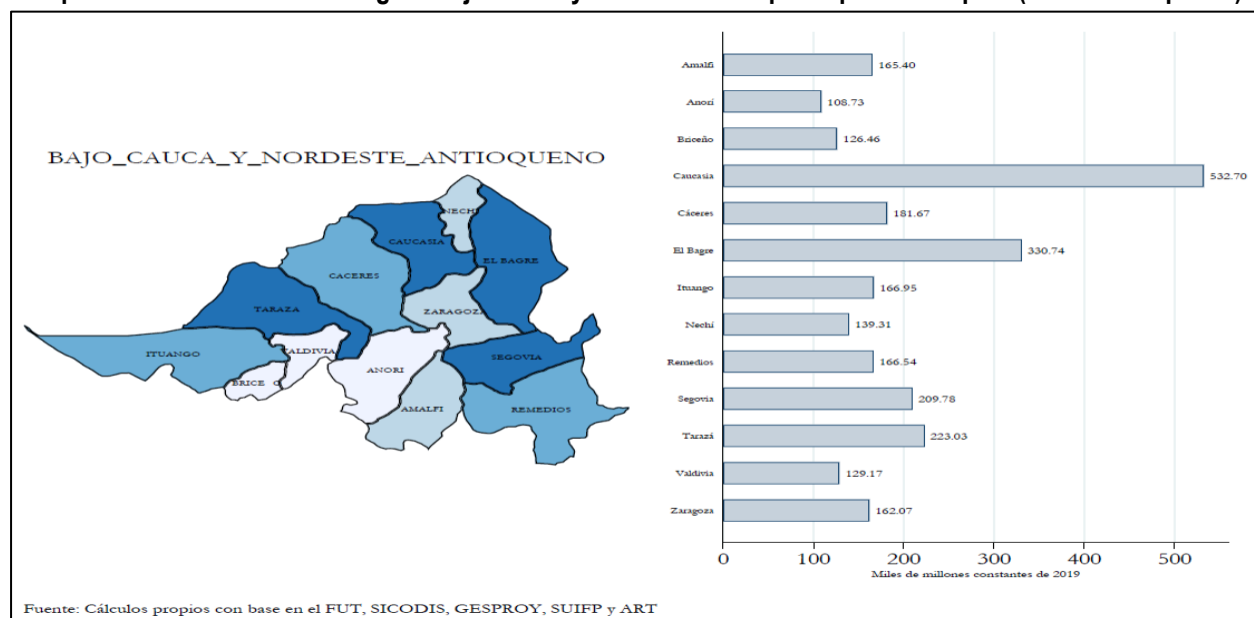 BAJO_CAUCA_Y_NORDESTE_ANTIOQUENO
NECHI
CAUCASIA
EL BAGRE
CACERES
TARAZA
ZARAGOZA
ITUANGO
VALDIVIA
SEGOVIA
ANORI
BRICE O
AMALFI
REMEDIOS
Amalfi 165.40
Anorí 108.73
Briceño 126.46
Caucasia 532.70
Cáceres 181.67
El Bagre 330.74
Ituango 166.95
Nechí 139.31
Remedios 166.54
Segovia 209.78
Tarazá 223.03
Valdivia 129.17
Zaragoza 162.07
0 100 200 300 400 500
Miles de millones constantes de 2019
Fuente: Cálculos propios con base en el FUT, SICODIS, GESPROY, SUIFP y ART